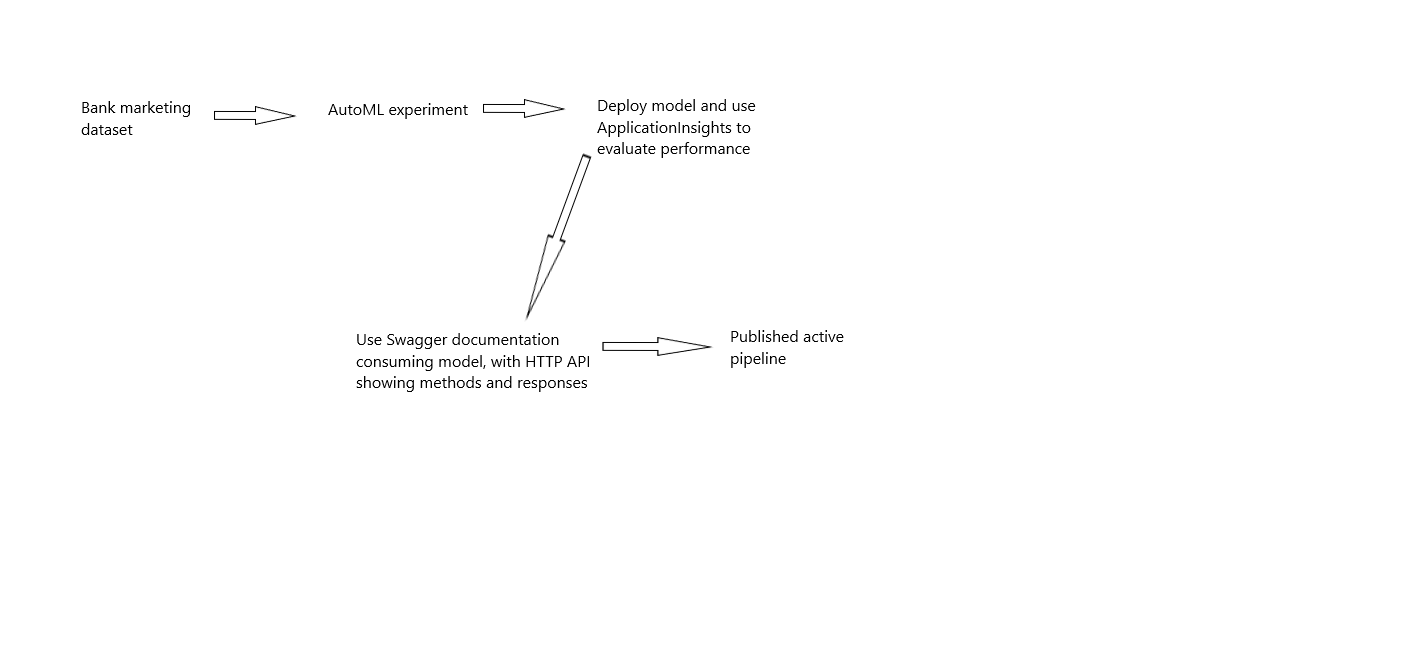 Bank marketing
dataset
AutoML experiment
Deploy model and use
ApplicationInsights to
evaluate performance
Use Swagger documentation
consuming model, with HTTP API
showing methods and responses
Published active
pipeline